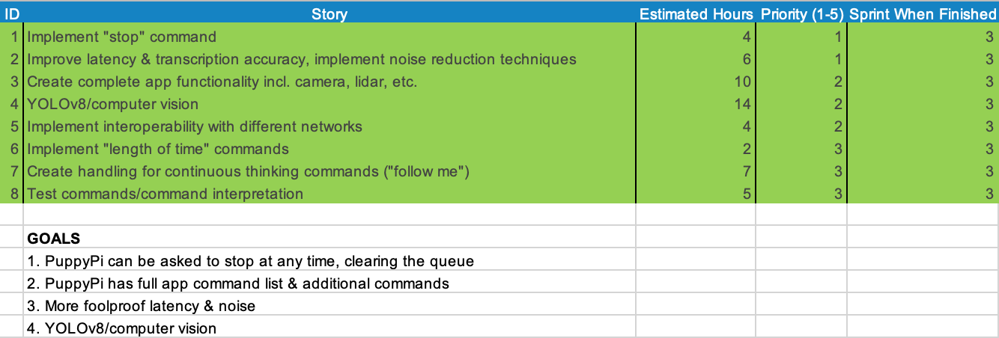 ID Story Estimated Hours Priority (1-5) Sprint When Finished
1 Implement "stop" command 4 1 3
2 Improve latency & transcription accuracy, implement noise reduction techniques 6 1 3
3 Create complete app functionality incl. camera, lidar, etc. 10 2 3
4 YOLOv8/computer vision 14 2 3
5 Implement interoperability with different networks 4 2 3
6 Implement "length of time" commands 2 3 3
7 Create handling for continuous thinking commands ("follow me") 7 3 3
8 Test commands/command interpretation 5 3 3
GOALS
1. PuppyPi can be asked to stop at any time, clearing the queue
2. PuppyPi has full app command list & additional commands
3. More foolproof latency & noise
4. YOLOv8/computer vision